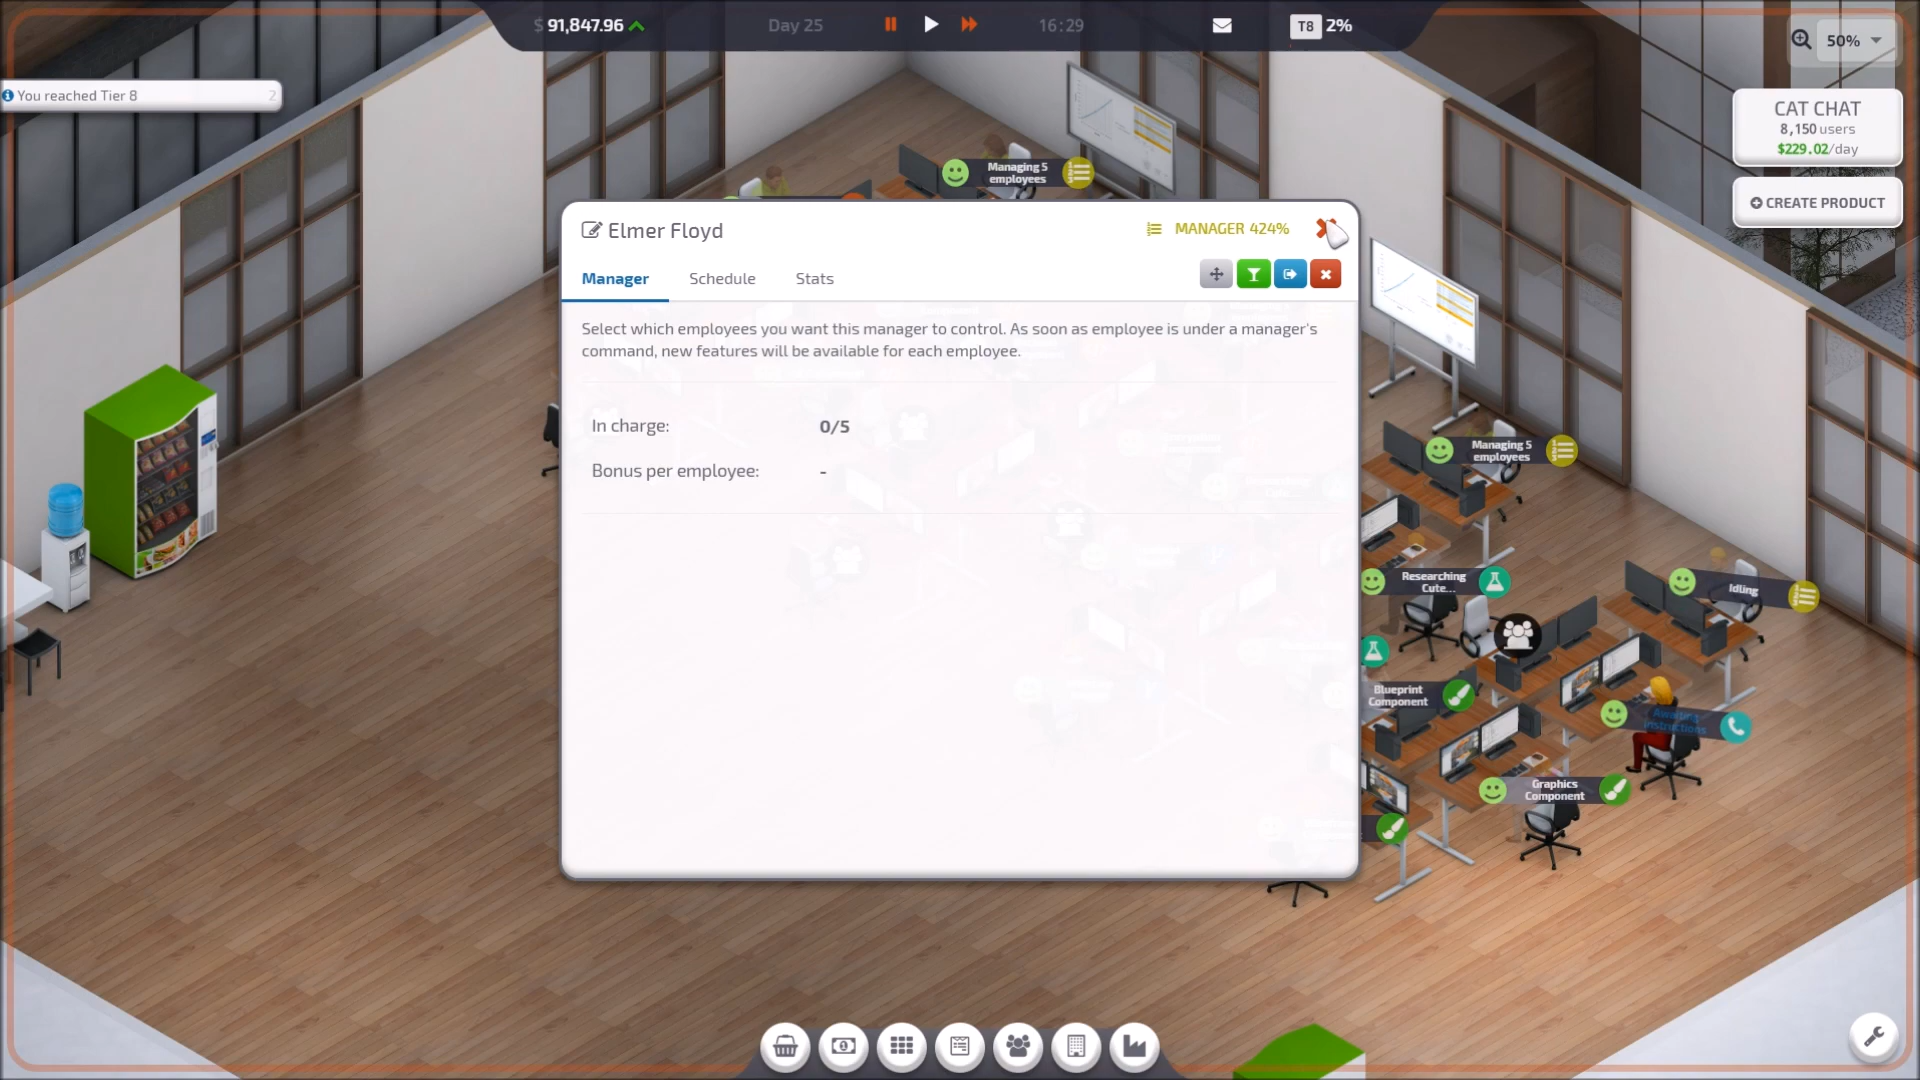 $ 91,847.96
Day 25
16:29
T8 2%
50%
You reached Tier 8
2
CAT CHAT
8,150 users
$229.02/day
CREATE PRODUCT
Managing 5
employees
Elmer Floyd
MANAGER 424%
Manager
Schedule
Stats
Select which employees you want this manager to control. As soon as employee is under a manager's
command, new features will be available for each employee.
In charge:
0/5
Bonus per employee:
-
Managing 5
employees
Researching
Cute...
Idling
Blueprint
Component
Awaiting
instructions
Graphics
Component